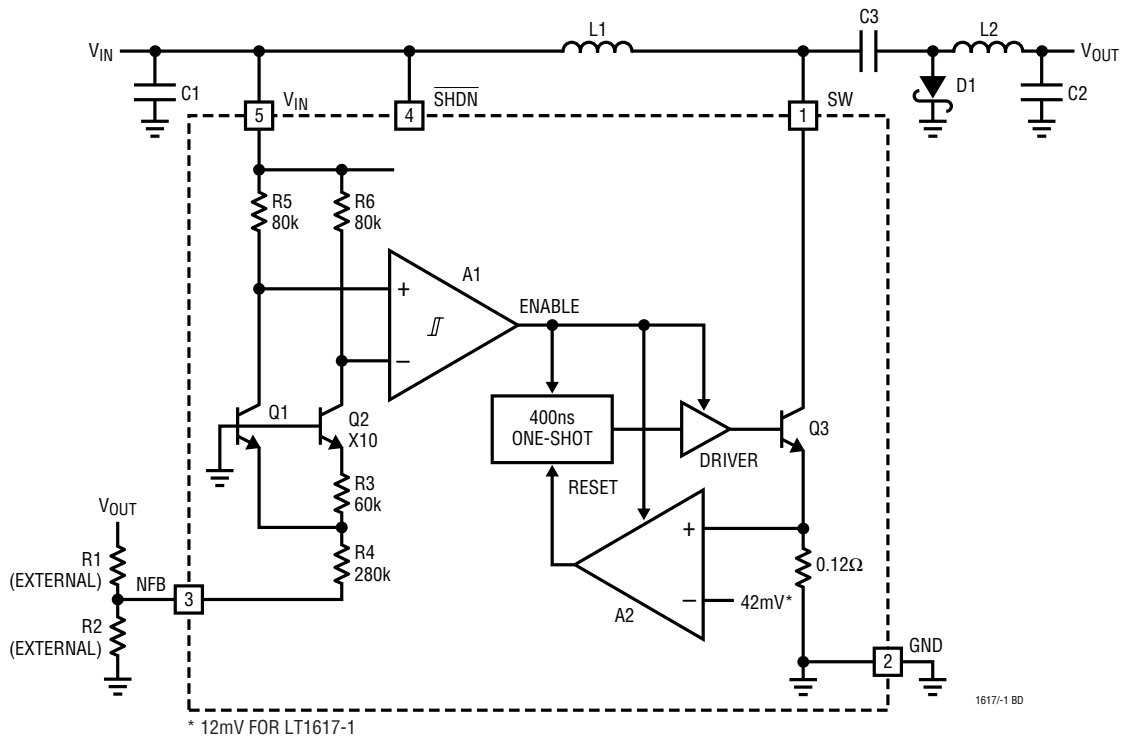 L1
C3
L2
VIN
VOUT
C1
VIN
SHDN
SW
D1
C2
5
4
1
R5
80k
R6
80k
A1
+
ENABLE
−
Q1
Q2
X10
400ns
ONE-SHOT
Q3
DRIVER
RESET
R3
60k
VOUT
R1
(EXTERNAL)
NFB
3
R4
280k
+
0.12Ω
−
42mV*
A2
R2
(EXTERNAL)
GND
2
1617/-1 BD
* 12mV FOR LT1617-1